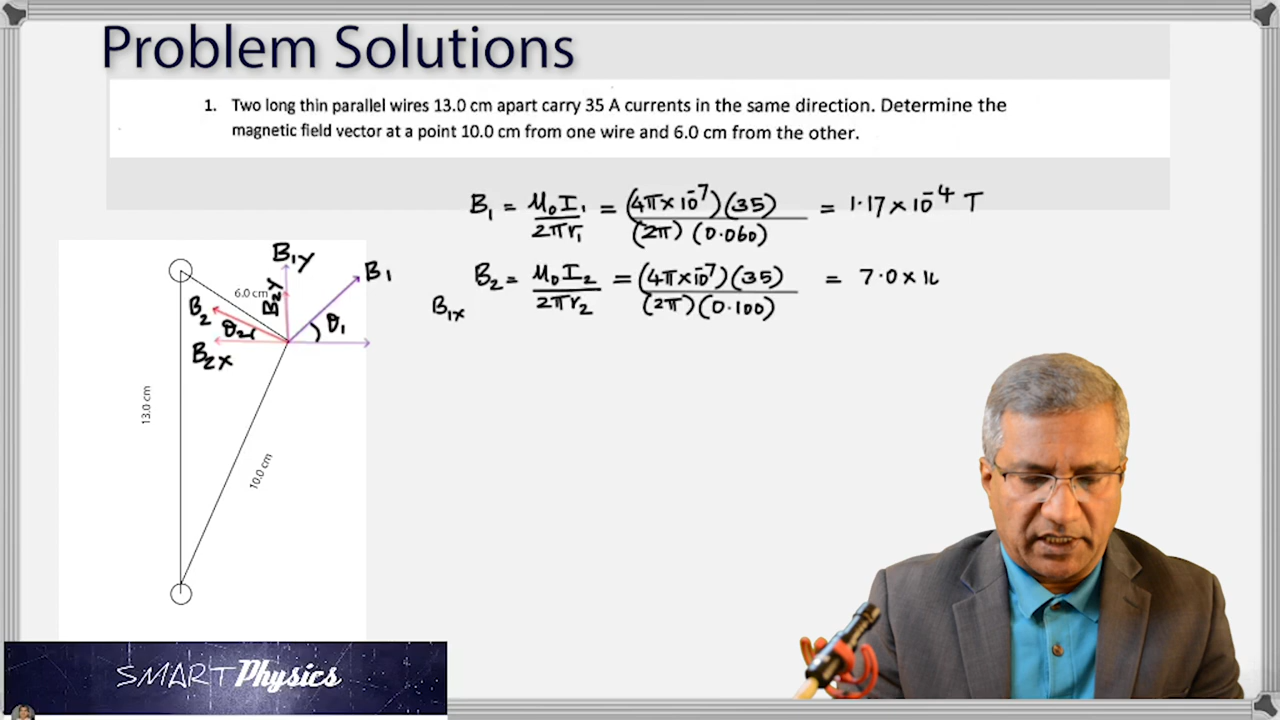 Problem Solutions
1. Two long thin parallel wires 13.0 cm apart carry 35 A currents in the same direction. Determine the
magnetic field vector at a point 10.0 cm from one wire and 6.0 cm from the other.
B₁ = μ₀I₁ / 2πr₁ = (4π×10⁻⁷)(35) / (2π)(0.060) = 1.17×10⁻⁴ T
B₂ = μ₀I₂ / 2πr₂ = (4π×10⁻⁷)(35) / (2π)(0.100) = 7.0×10
B₁x
B₁y
B₁
6.0 cm
B₂y
B₂
θ₂
θ₁
B₂x
13.0 cm
10.0 cm
SMART Physics